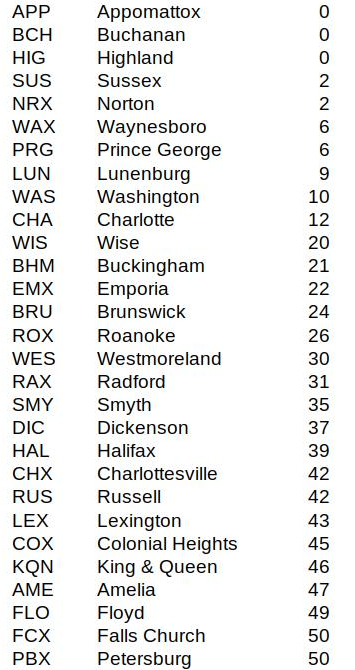 APP Appomattox 0
BCH Buchanan 0
HIG Highland 0
SUS Sussex 2
NRX Norton 2
WAX Waynesboro 6
PRG Prince George 6
LUN Lunenburg 9
WAS Washington 10
CHA Charlotte 12
WIS Wise 20
BHM Buckingham 21
EMX Emporia 22
BRU Brunswick 24
ROX Roanoke 26
WES Westmoreland 30
RAX Radford 31
SMY Smyth 35
DIC Dickenson 37
HAL Halifax 39
CHX Charlottesville 42
RUS Russell 42
LEX Lexington 43
COX Colonial Heights 45
KQN King & Queen 46
AME Amelia 47
FLO Floyd 49
FCX Falls Church 50
PBX Petersburg 50